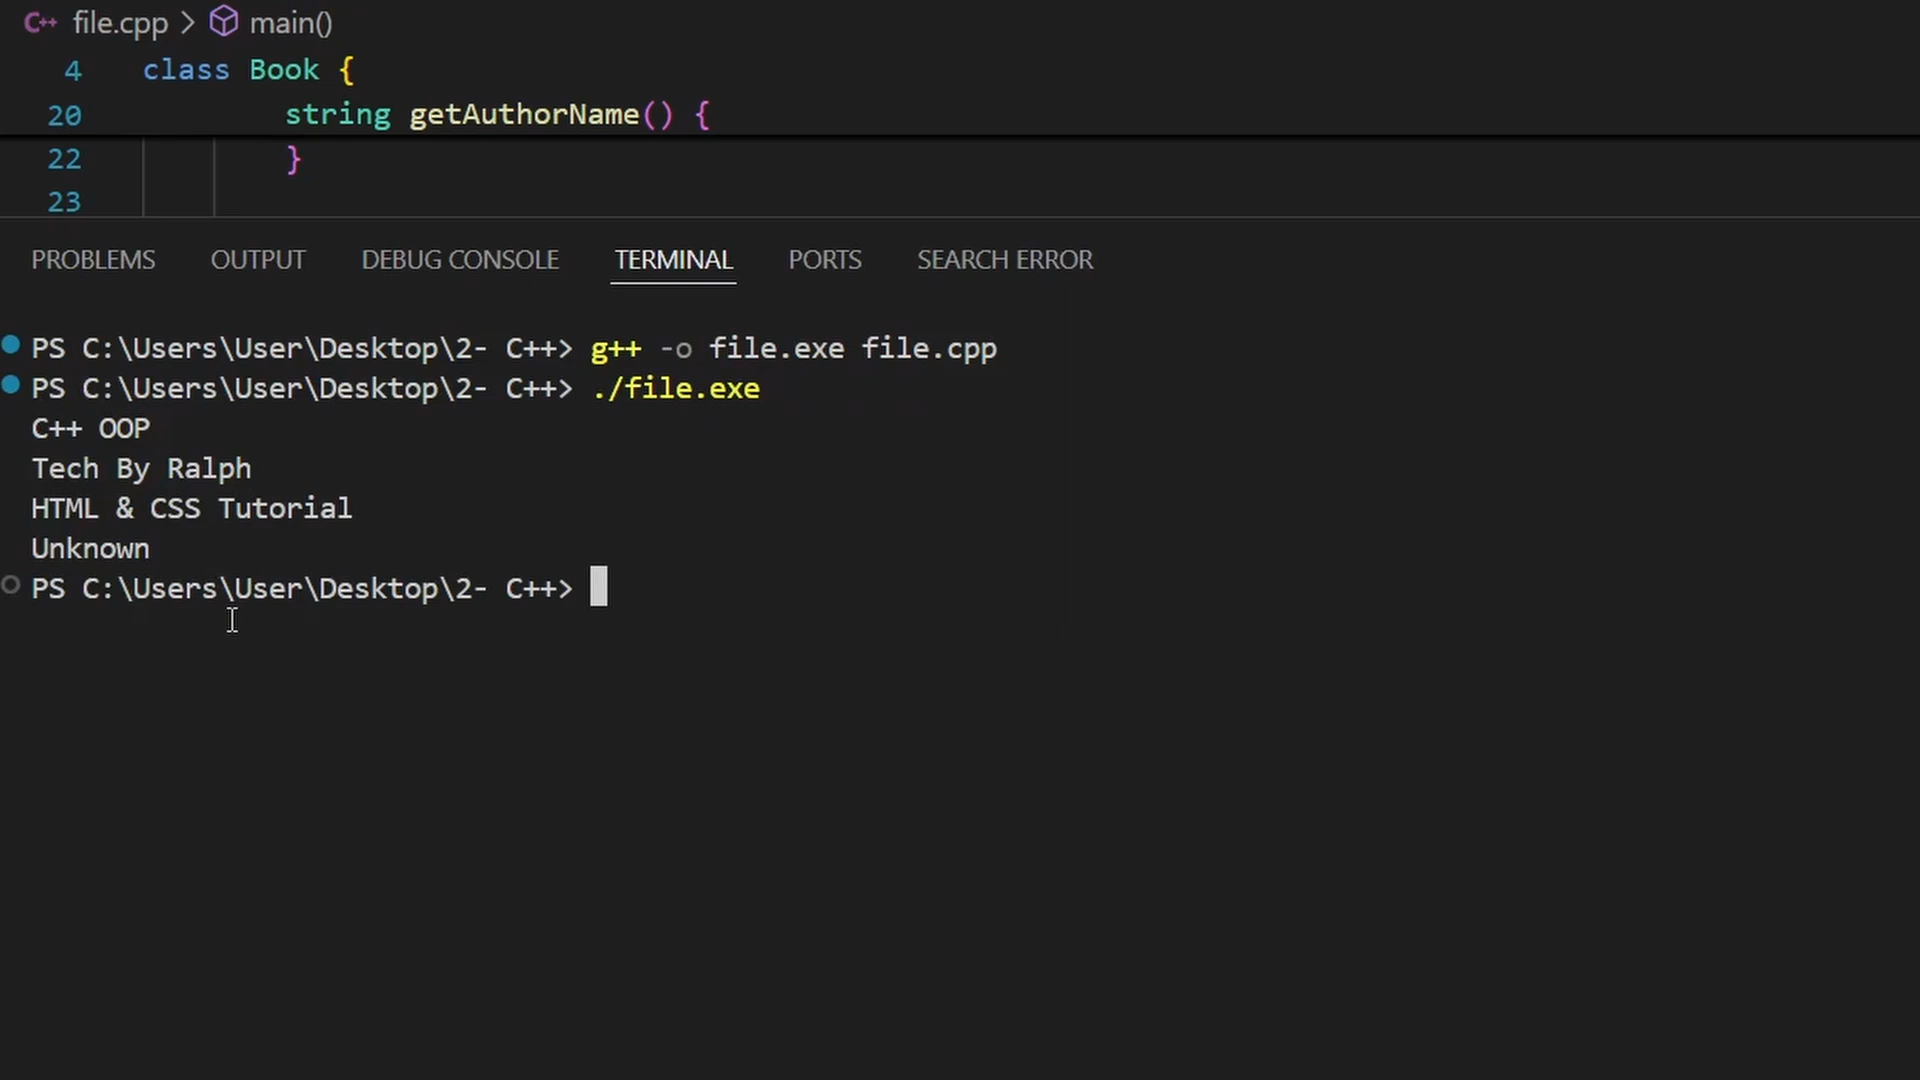 C++ file.cpp > main()
4 class Book {
20 string getAuthorName() {
22 }
23
PROBLEMS OUTPUT DEBUG CONSOLE TERMINAL PORTS SEARCH ERROR
PS C:\Users\User\Desktop\2- C++> g++ -o file.exe file.cpp
PS C:\Users\User\Desktop\2- C++> ./file.exe
C++ OOP
Tech By Ralph
HTML & CSS Tutorial
Unknown
PS C:\Users\User\Desktop\2- C++>